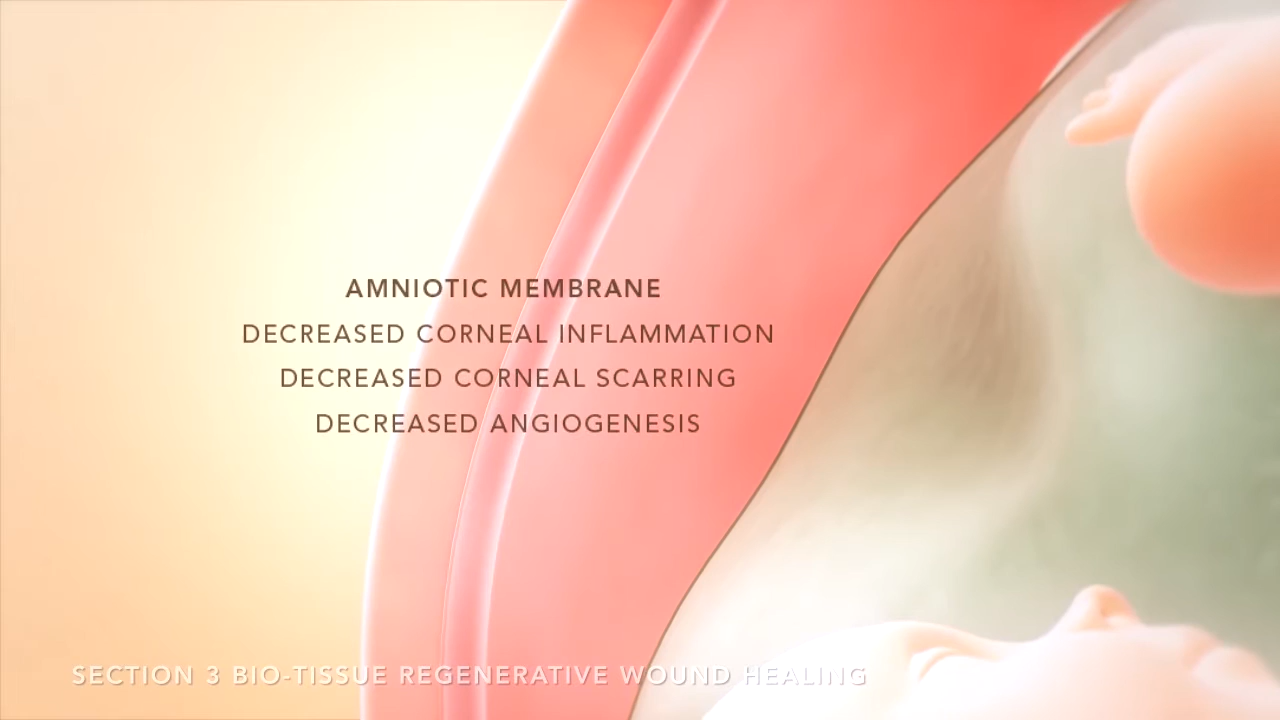 AMNIOTIC MEMBRANE
DECREASED CORNEAL INFLAMMATION
DECREASED CORNEAL SCARRING
DECREASED ANGIOGENESIS
SECTION 3 BIO-TISSUE REGENERATIVE WOUND HEALING